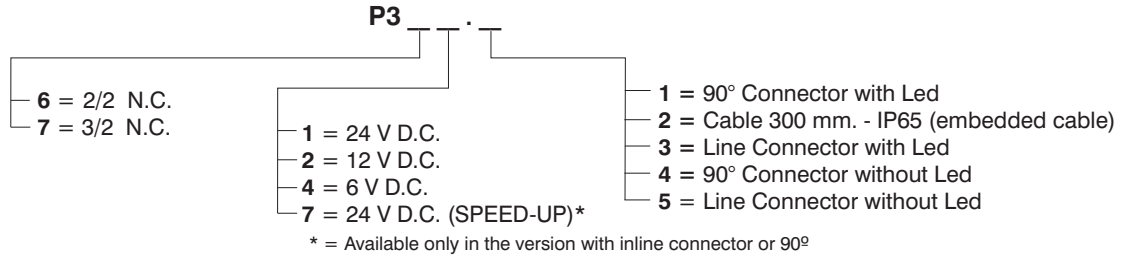 P3 _ _ . _
6 = 2/2 N.C.
7 = 3/2 N.C.
1 = 24 V D.C.
2 = 12 V D.C.
4 = 6 V D.C.
7 = 24 V D.C. (SPEED-UP)*
1 = 90° Connector with Led
2 = Cable 300 mm. - IP65 (embedded cable)
3 = Line Connector with Led
4 = 90° Connector without Led
5 = Line Connector without Led
* = Available only in the version with inline connector or 90º